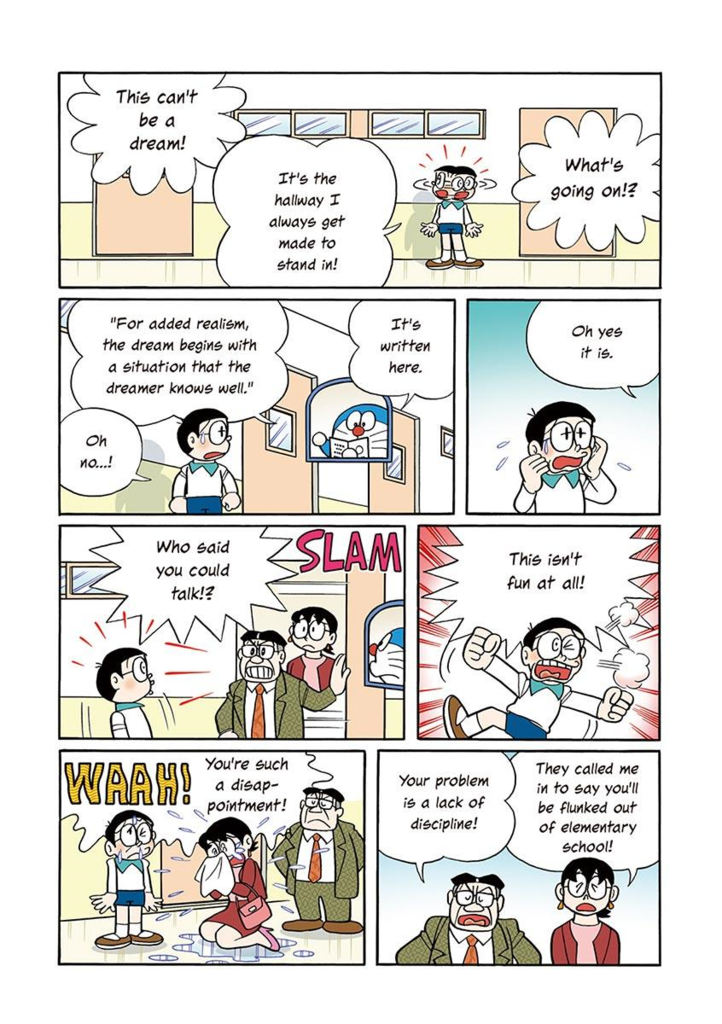 What's
going on!?
It's the
hallway I
always get
made to
stand in!
This can't
be a
dream!
Oh yes
it is.
It's
written
here.
"For added realism,
the dream begins with
a situation that the
dreamer knows well."
Oh
no...!
This isn't
fun at all!
SLAM
Who said
you could
talk!?
They called me
in to say you'll
be flunked out
of elementary
school!
Your problem
is a lack of
discipline!
You're such
a disap-
pointment!
WAAH!